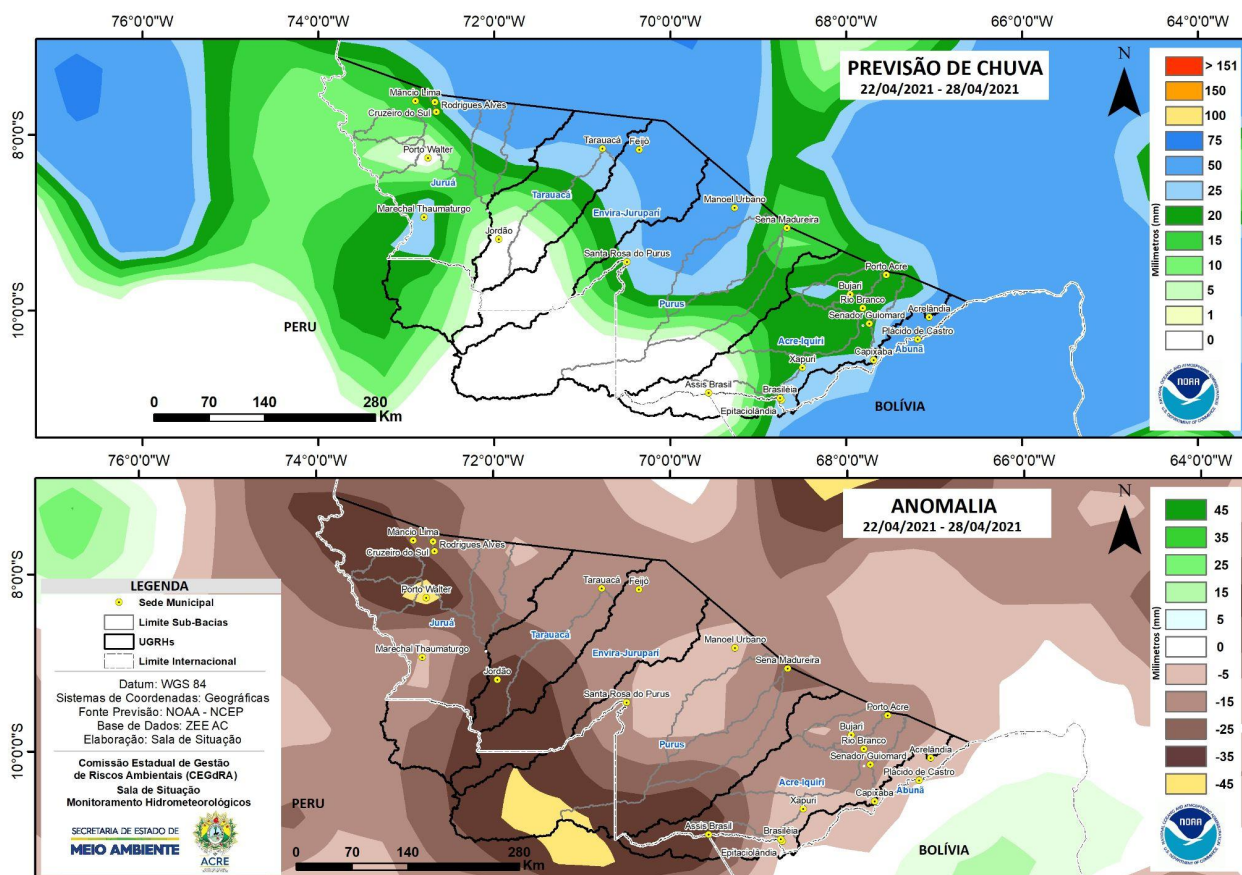 76°0'0"W 74°0'0"W 72°0'0"W 70°0'0"W 68°0'0"W 66°0'0"W 64°0'0"W
PREVISÃO DE CHUVA
22/04/2021 - 28/04/2021
N
Milímetros (mm)
> 151
150
100
75
50
25
20
15
10
5
1
0
8°0'0"S
10°0'0"S
Mâncio Lima
Rodrigues Alves
Cruzeiro do Sul
Porto Walter
Juruá
Marechal Thaumaturgo
Jordão
Tarauacá
Feijó
Tarauacá
Envira-Jurupari
Manoel Urbano
Sena Madureira
Santa Rosa do Purus
Purus
Porto Acre
Bujari
Rio Branco
Senador Guiomard
Acrelândia
Plácido de Castro
Abunã
Acre-Iquiri
Capixaba
Xapuri
Assis Brasil
Brasiléia
Epitaciolândia
PERU
BOLÍVIA
0 70 140 280
Km
NOAA
76°0'0"W 74°0'0"W 72°0'0"W 70°0'0"W 68°0'0"W 66°0'0"W 64°0'0"W
ANOMALIA
22/04/2021 - 28/04/2021
N
Milímetros (mm)
45
35
25
15
5
0
-5
-15
-25
-35
-45
8°0'0"S
10°0'0"S
Mâncio Lima
Rodrigues Alves
Cruzeiro do Sul
Porto Walter
Juruá
Marechal Thaumaturgo
Jordão
Tarauacá
Feijó
Tarauacá
Envira-Jurupari
Manoel Urbano
Sena Madureira
Santa Rosa do Purus
Purus
Porto Acre
Bujari
Rio Branco
Senador Guiomard
Acrelândia
Plácido de Castro
Abunã
Acre-Iquiri
Capixaba
Xapuri
Assis Brasil
Brasiléia
Epitaciolândia
PERU
BOLÍVIA
0 70 140 280
Km
NOAA
LEGENDA
Sede Municipal
Limite Sub-Bacias
UGRHs
Limite Internacional
Datum: WGS 84
Sistemas de Coordenadas: Geográficas
Fonte Previsão: NOAA - NCEP
Base de Dados: ZEE AC
Elaboração: Sala de Situação
Comissão Estadual de Gestão
de Riscos Ambientais (CEGdRA)
Sala de Situação
Monitoramento Hidrometeorológicos
SECRETARIA DE ESTADO DE
MEIO AMBIENTE
ACRE